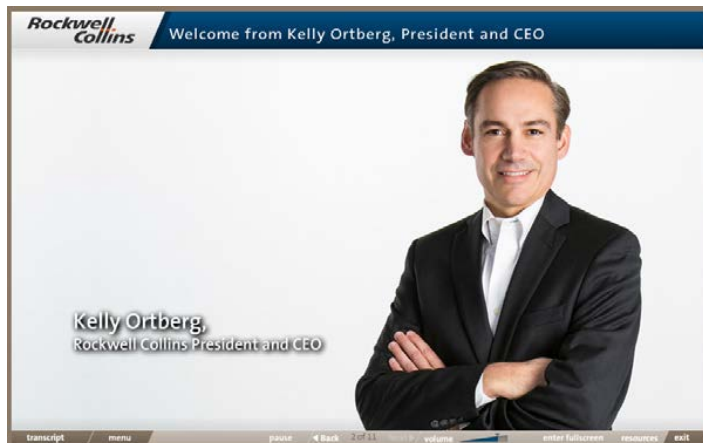 Rockwell
Collins
Welcome from Kelly Ortberg, President and CEO
Kelly Ortberg,
Rockwell Collins President and CEO
transcript menu pause Back 2 of 11 Next volume enter fullscreen resources exit